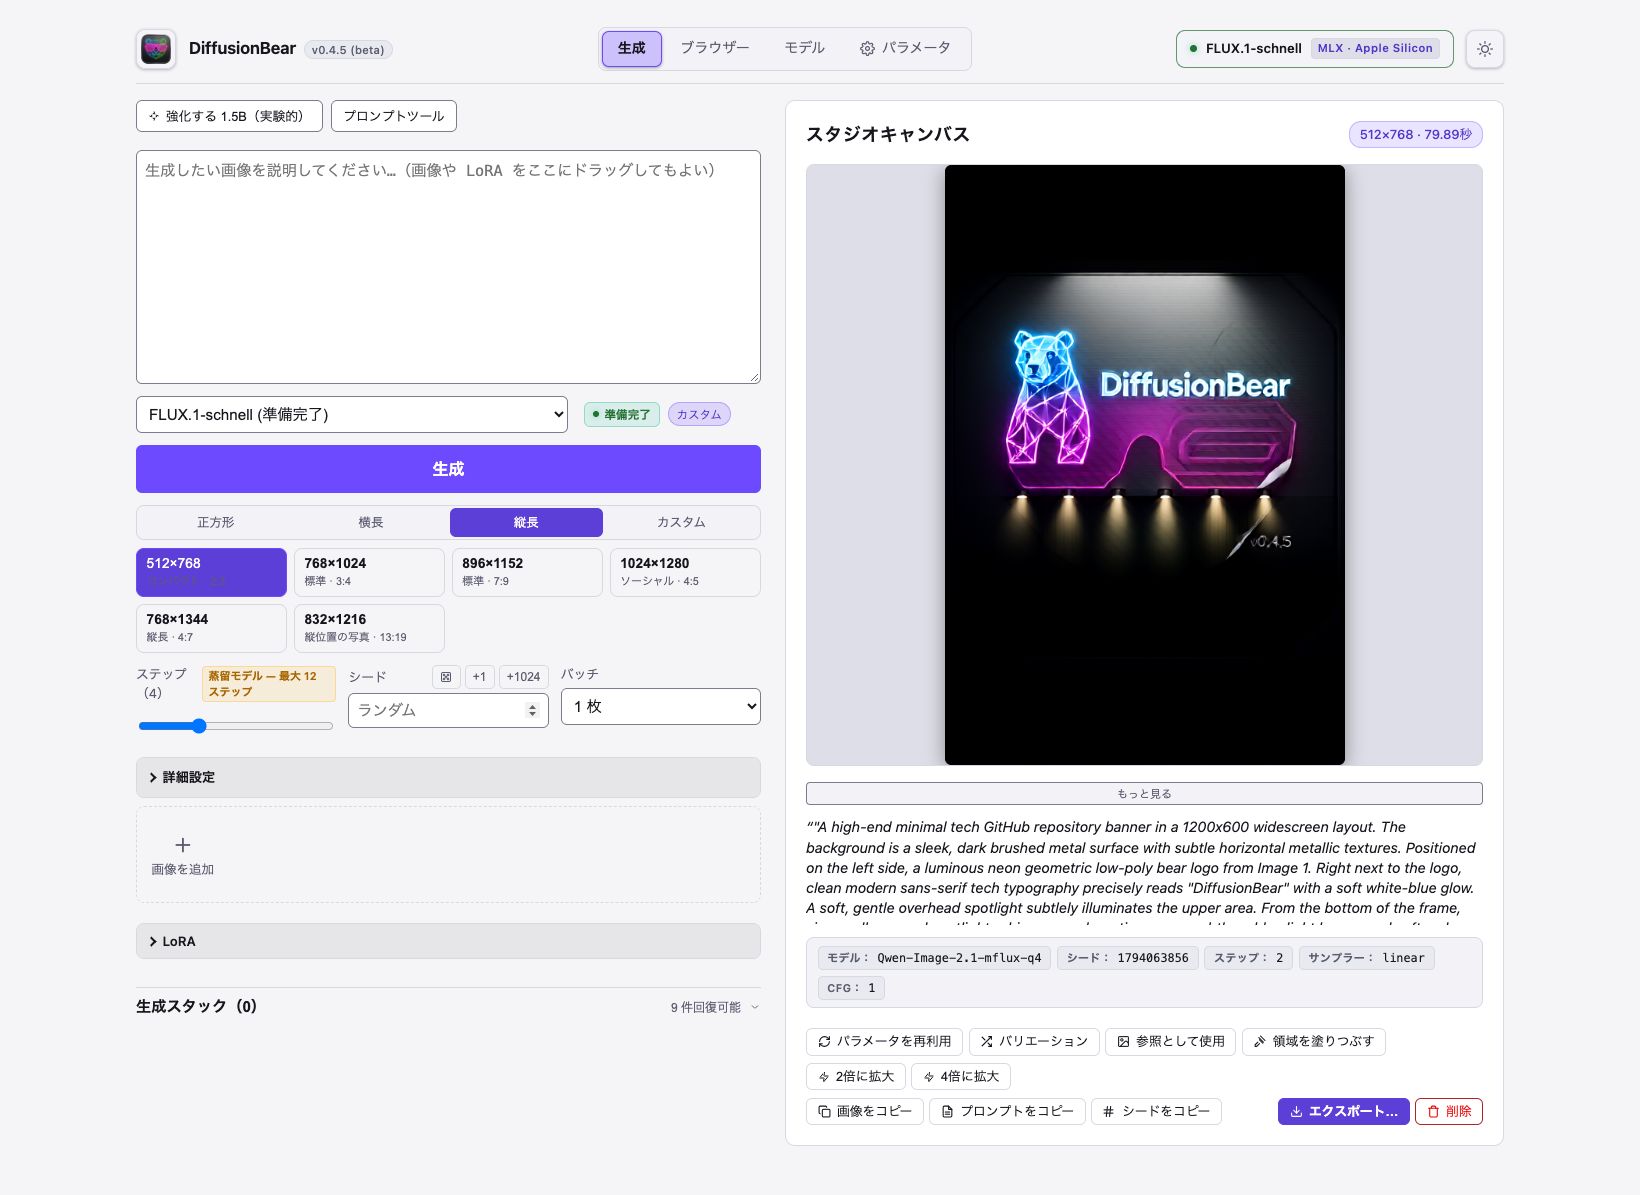 DiffusionBear v0.4.5 (beta)
生成 ブラウザー モデル パラメータ
FLUX.1-schnell MLX · Apple Silicon
強化する 1.5B（実験的） プロンプトツール
生成したい画像を説明してください…（画像や LoRA をここにドラッグしてもよい）
FLUX.1-schnell (準備完了) 準備完了 カスタム
生成
正方形 横長 縦長 カスタム
512×768
768×1024
標準 · 3:4
896×1152
標準 · 7:9
1024×1280
ソーシャル · 4:5
768×1344
縦長 · 4:7
832×1216
縦位置の写真 · 13:19
ステップ
（4）
蒸留モデル — 最大 12
ステップ
シード +1 +1024
ランダム
バッチ
1 枚
詳細設定
画像を追加
LoRA
生成スタック（0） 9 件回復可能
スタジオキャンバス 512×768 · 79.89秒
DiffusionBear
v0.4.5
もっと見る
“"A high-end minimal tech GitHub repository banner in a 1200x600 widescreen layout. The
background is a sleek, dark brushed metal surface with subtle horizontal metallic textures. Positioned
on the left side, a luminous neon geometric low-poly bear logo from Image 1. Right next to the logo,
clean modern sans-serif tech typography precisely reads "DiffusionBear" with a soft white-blue glow.
A soft, gentle overhead spotlight subtlely illuminates the upper area. From the bottom of the frame,
モデル： Qwen-Image-2.1-mflux-q4 シード： 1794063856 ステップ： 2 サンプラー： linear
CFG： 1
パラメータを再利用 バリエーション 参照として使用 領域を塗りつぶす
2倍に拡大 4倍に拡大
画像をコピー プロンプトをコピー シードをコピー エクスポート... 削除